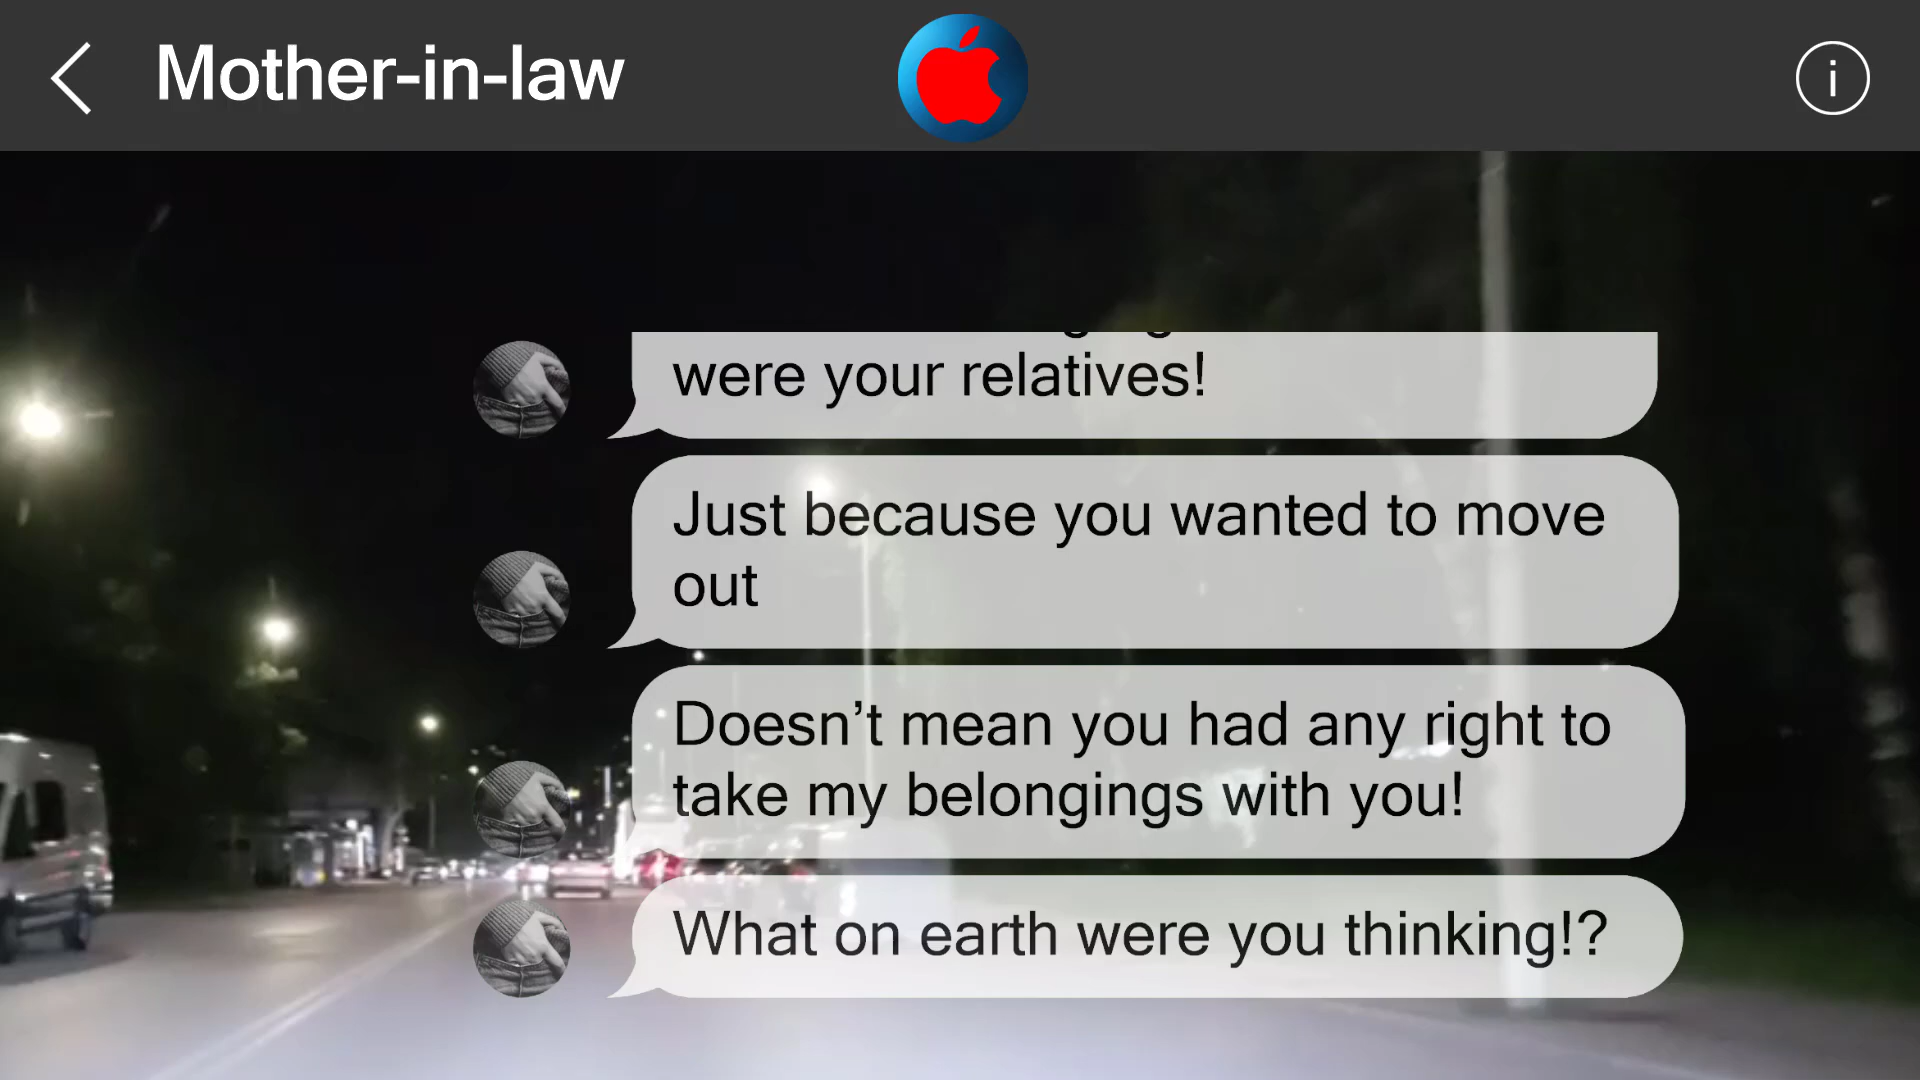 Mother-in-law
were your relatives!
Just because you wanted to move
out
Doesn’t mean you had any right to
take my belongings with you!
What on earth were you thinking!?